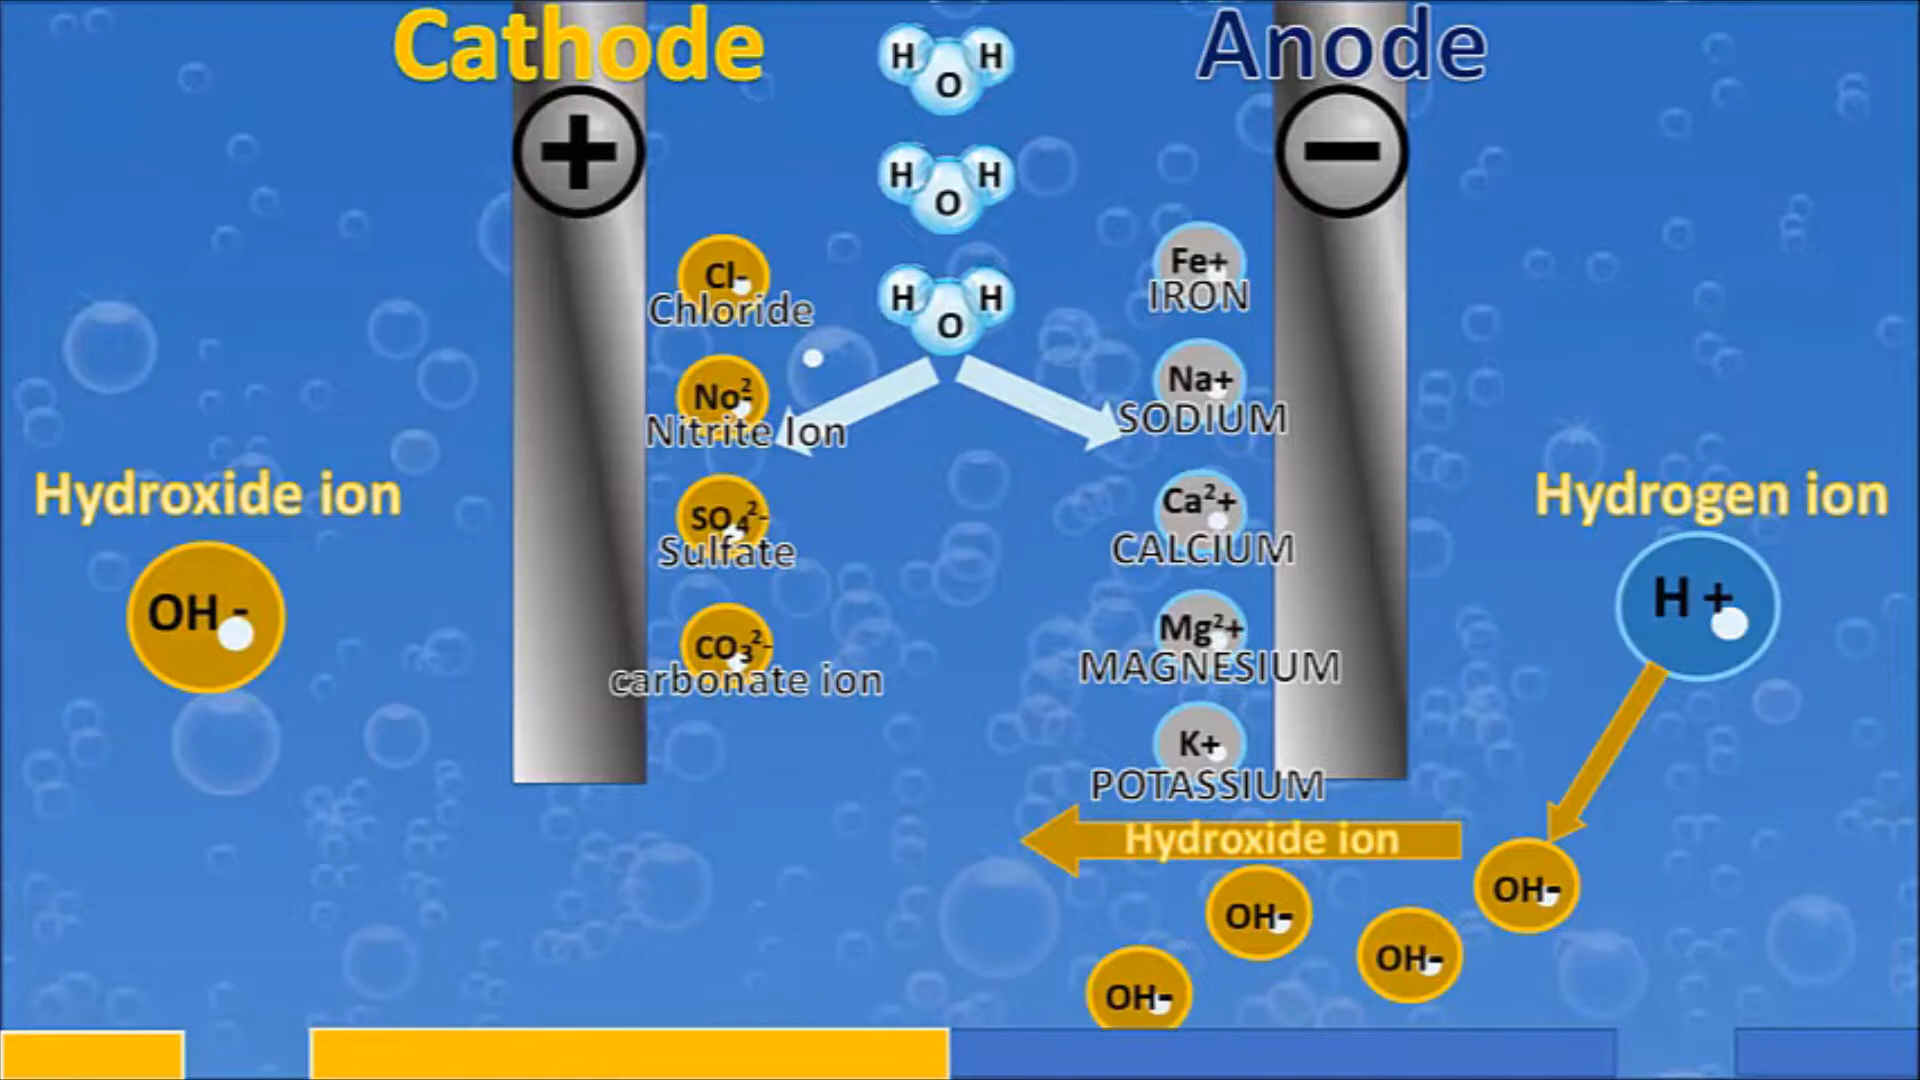 Cathode
Anode
+
−
H H
O
H H
O
H H
O
Cl-
Chloride
No²-
Nitrite Ion
SO₄²-
Sulfate
CO₃²-
carbonate ion
Fe+
IRON
Na+
SODIUM
Ca²+
CALCIUM
Mg²+
MAGNESIUM
K+
POTASSIUM
Hydroxide ion
OH -
Hydrogen ion
H +
Hydroxide ion
OH-
OH-
OH-
OH-